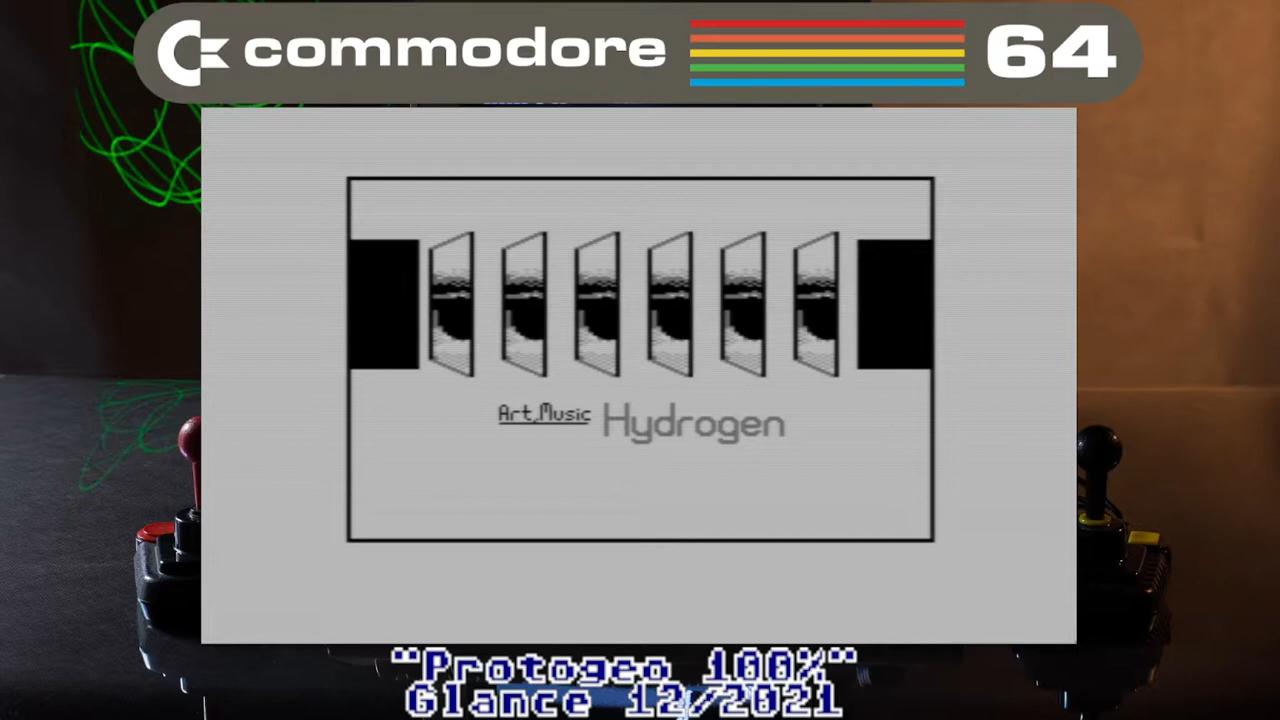 commodore 64
Art,Music Hydrogen
"Protogeo 100%"
Glance 12/2021